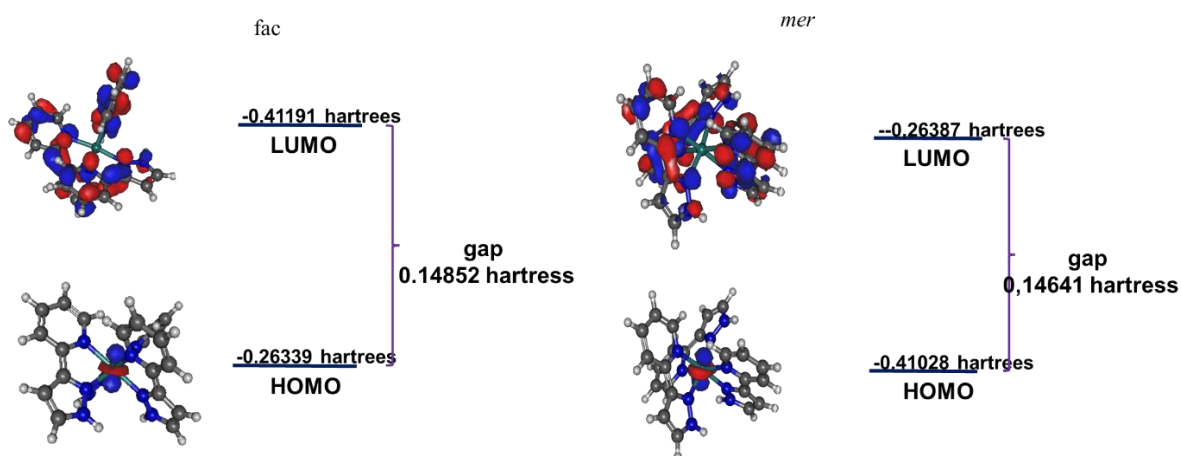 fac
-0.41191 hartrees
LUMO
gap
0.14852 hartress
-0.26339 hartrees
HOMO
mer
--0.26387 hartrees
LUMO
gap
0,14641 hartress
-0.41028 hartrees
HOMO